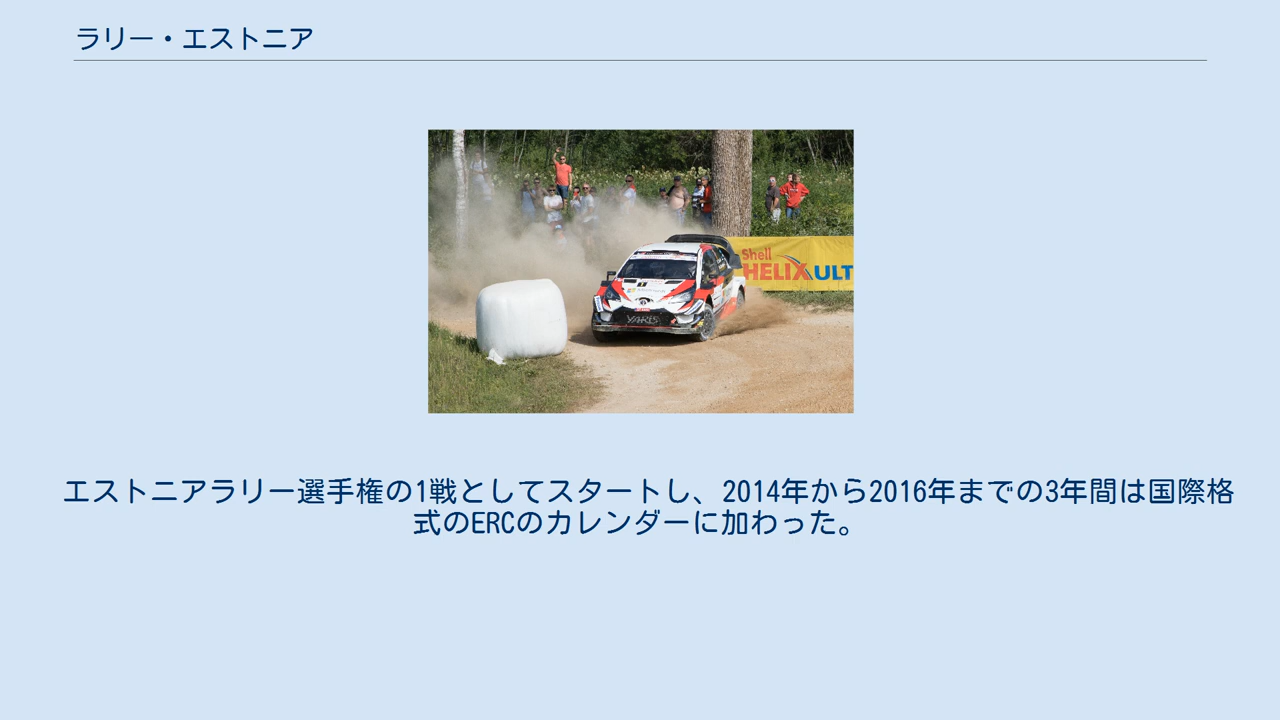 ラリー・エストニア
Shell
HELIX ULT
YARIS
エストニアラリー選手権の1戦としてスタートし、2014年から2016年までの3年間は国際格
式のERCのカレンダーに加わった。